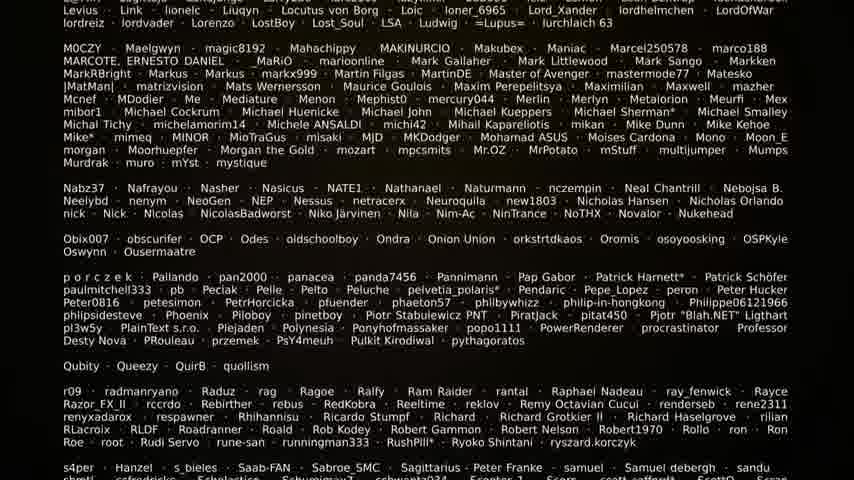 Levius · Link · lionelc · Liuqyn · Locutus von Borg · Loic · loner_6965 · Lord_Xander · lordhelmchen · LordOfWar
lordreiz · lordvader · Lorenzo · LostBoy · Lost_Soul · LSA · Ludwig · =Lupus= · lurchlaich 63
M0CZY · Maelgwyn · magic8192 · Mahachippy · MAKINURCIO · Makubex · Maniac · Marcel250578 · marco188
MARCOTE, ERNESTO DANIEL · _MaRiO · marioonline · Mark Gallaher · Mark Littlewood · Mark Sango · Markken
MarkRBright · Markus · Markus · markx999 · Martin Filgas · MartinDE · Master of Avenger · mastermode77 · Matesko
|MatMan| · matrizvision · Mats Wernersson · Maurice Goulois · Maxim Perepelitsya · Maximilian · Maxwell · mazher
Mcnef · MDodier · Me · Mediature · Menon · Mephist0 · mercury044 · Merlin · Merlyn · Metalorion · Meurfi · Mex
mibor1 · Michael Cockrum · Michael Huenicke · Michael John · Michael Kueppers · Michael Sherman* · Michael Smalley
Michal Tichy · michelamorim14 · Michele ANSALDI · michi42 · Mihail Kapareliotis · mikan · Mike Dunn · Mike Kehoe
Mike* · mimeq · MINOR · MioTraGus · misaki · MJD · MKDodger · Mohamad ASUS · Moises Cardona · Mono · Moon_E
morgan · Moorhuepfer · Morgan the Gold · mozart · mpcsmits · Mr.OZ · MrPotato · mStuff · multijumper · Mumps
Murdrak · muro · mYst · mystique
Nabz37 · Nafrayou · Nasher · Nasicus · NATE1 · Nathanael · Naturmann · nczempin · Neal Chantrill · Nebojsa B.
Neelybd · nenym · NeoGen · NEP · Nessus · netracerx · Neuroquila · new1803 · Nicholas Hansen · Nicholas Orlando
nick · Nick · Nicolas · NicolasBadworst · Niko Järvinen · Nila · Nim-Ac · NinTrance · NoTHX · Novalor · Nukehead
Obix007 · obscurifer · OCP · Odes · oldschoolboy · Ondra · Onion Union · orkstrtdkaos · Oromis · osoyoosking · OSPKyle
Oswynn · Ousermaatre
p o r c z e k · Pallando · pan2000 · panacea · panda7456 · Pannimann · Pap Gabor · Patrick Harnett* · Patrick Schöfer
paulmitchell333 · pb · Peciak · Pelle · Pelto · Peluche · pelvetia_polaris* · Pendaric · Pepe_Lopez · peron · Peter Hucker
Peter0816 · petesimon · PetrHorcicka · pfuender · phaeton57 · philbywhizz · philip-in-hongkong · Philippe06121966
phlipsidesteve · Phoenix · Piloboy · pinetboy · Piotr Stabulewicz PNT · PiratJack · pitat450 · Pjotr "Blah.NET" Ligthart
pl3w5y · PlainText s.r.o. · Plejaden · Polynesia · Ponyhofmassaker · popo1111 · PowerRenderer · procrastinator · Professor
Desty Nova · PRouleau · przemek · PsY4meuh · Pulkit Kirodiwal · pythagoratos
Qubity · Queezy · QuirB · quollism
r09 · radmanryano · Raduz · rag · Ragoe · Ralfy · Ram Raider · rantal · Raphael Nadeau · ray_fenwick · Rayce
Razor_FX_II · rccrdo · Rebirther · rebus · RedKobra · Reeltime · reklov · Remy Octavian Cucui · renderseb · rene2311
renyxadarox · respawner · Rhihannisu · Ricardo Stumpf · Richard · Richard Grotkier II · Richard Haselgrove · rilian
RLacroix · RLDF · Roadranner · Roald · Rob Kodey · Robert Gammon · Robert Nelson · Robert1970 · Rollo · ron · Ron
Roe · root · Rudi Servo · rune-san · runningman333 · RushPlll* · Ryoko Shintani · ryszard.korczyk
s4per · Hanzel · s_bieles · Saab-FAN · Sabroe_SMC · Sagittarius - Peter Franke · samuel · Samuel debergh · sandu